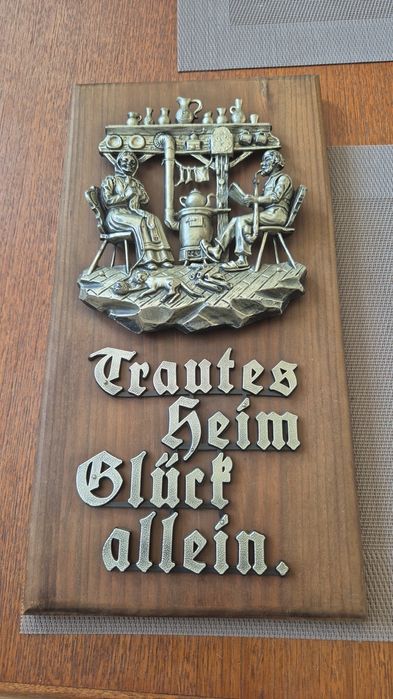 Trautes
Heim
Glück
allein.